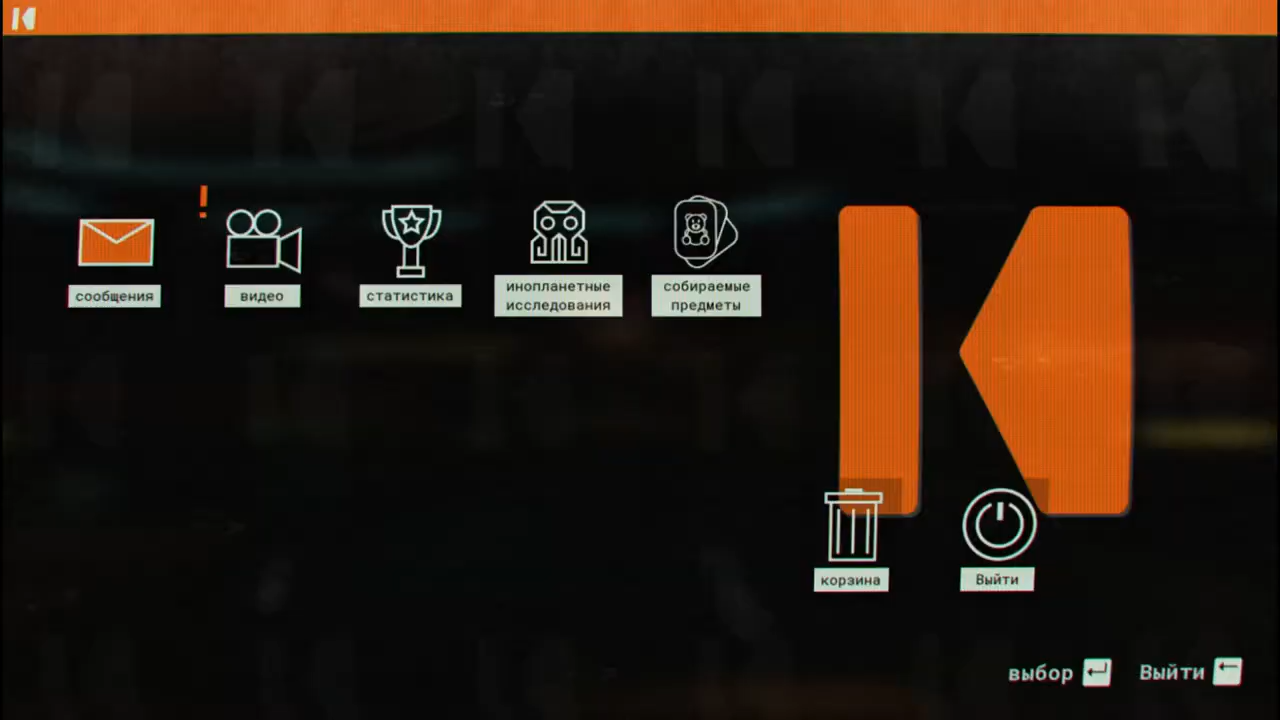 !
сообщения
видео
статистика
инопланетные
исследования
собираемые
предметы
корзина
Выйти
выбор
Выйти